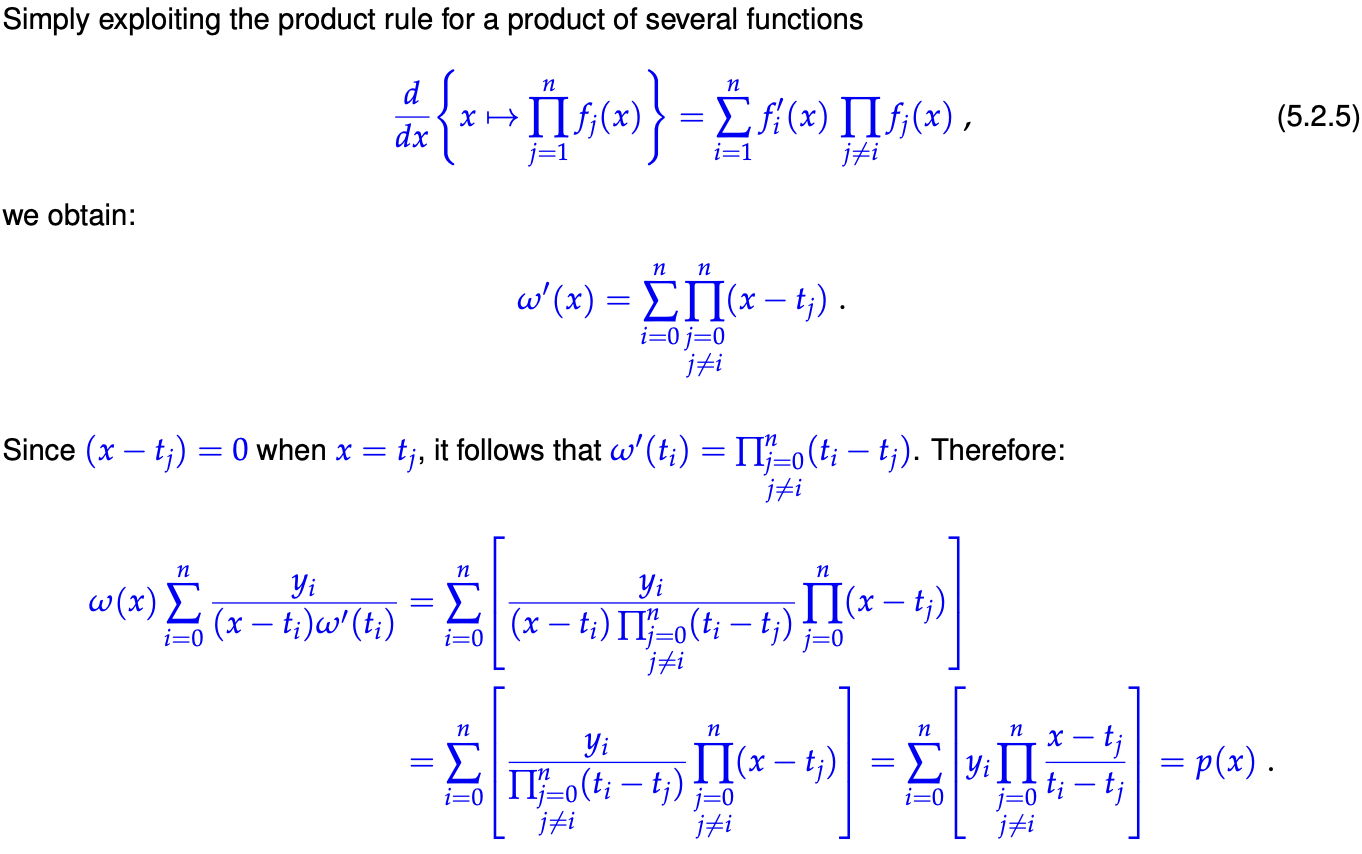 Simply exploiting the product rule for a product of several functions
$\frac{d}{dx}\left\{x \mapsto \prod_{j=1}^{n} f_j(x)\right\} = \sum_{i=1}^{n} f_i'(x) \prod_{j \neq i} f_j(x) \; ,$ (5.2.5)
we obtain:
$\omega'(x) = \sum_{i=0}^{n} \prod_{\substack{j=0 \\ j \neq i}}^{n} (x - t_j) \; .$
Since $(x - t_j) = 0$ when $x = t_j$, it follows that $\omega'(t_i) = \prod_{\substack{j=0 \\ j \neq i}}^{n} (t_i - t_j)$. Therefore:
$\omega(x) \sum_{i=0}^{n} \frac{y_i}{(x - t_i)\omega'(t_i)} = \sum_{i=0}^{n} \left[ \frac{y_i}{(x - t_i) \prod_{\substack{j=0 \\ j \neq i}}^{n} (t_i - t_j)} \prod_{j=0}^{n} (x - t_j) \right]$
$= \sum_{i=0}^{n} \left[ \frac{y_i}{\prod_{\substack{j=0 \\ j \neq i}}^{n} (t_i - t_j)} \prod_{\substack{j=0 \\ j \neq i}}^{n} (x - t_j) \right] = \sum_{i=0}^{n} \left[ y_i \prod_{\substack{j=0 \\ j \neq i}}^{n} \frac{x - t_j}{t_i - t_j} \right] = p(x) \; .$